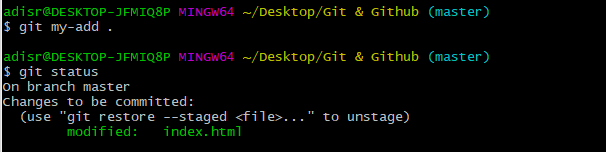 adisr@DESKTOP-JFMIQ8P MINGW64 ~/Desktop/Git & Github (master)
$ git my-add .
adisr@DESKTOP-JFMIQ8P MINGW64 ~/Desktop/Git & Github (master)
$ git status
On branch master
Changes to be committed:
  (use "git restore --staged <file>..." to unstage)
        modified:   index.html